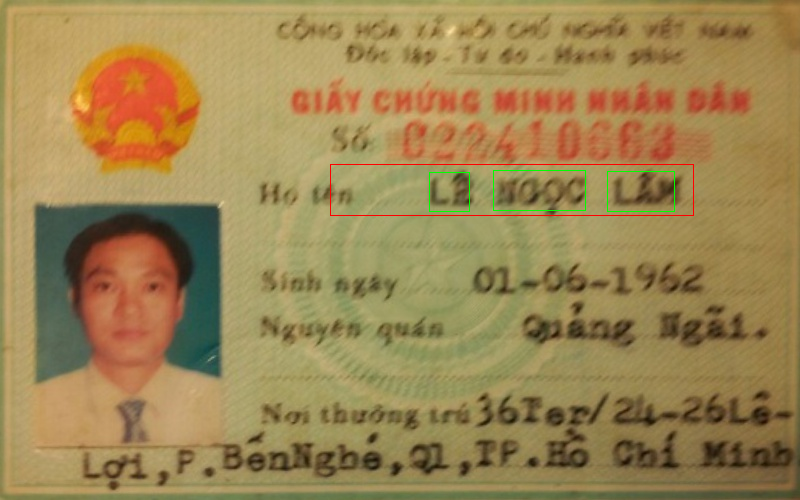 CỘNG HÒA XÃ HỘI CHỦ NGHĨA VIỆT NAM
Độc lập - Tự do - Hạnh phúc
GIẤY CHỨNG MINH NHÂN DÂN
Số: 022410663
Họ tên LÊ NGỌC LÂM
Sinh ngày 01-06-1962
Nguyên quán Quảng Ngãi.
Nơi thường trú 36Ter/24-26Lê-
Lợi,P.BếnNghé,Q1,TP.Hồ Chí Minh